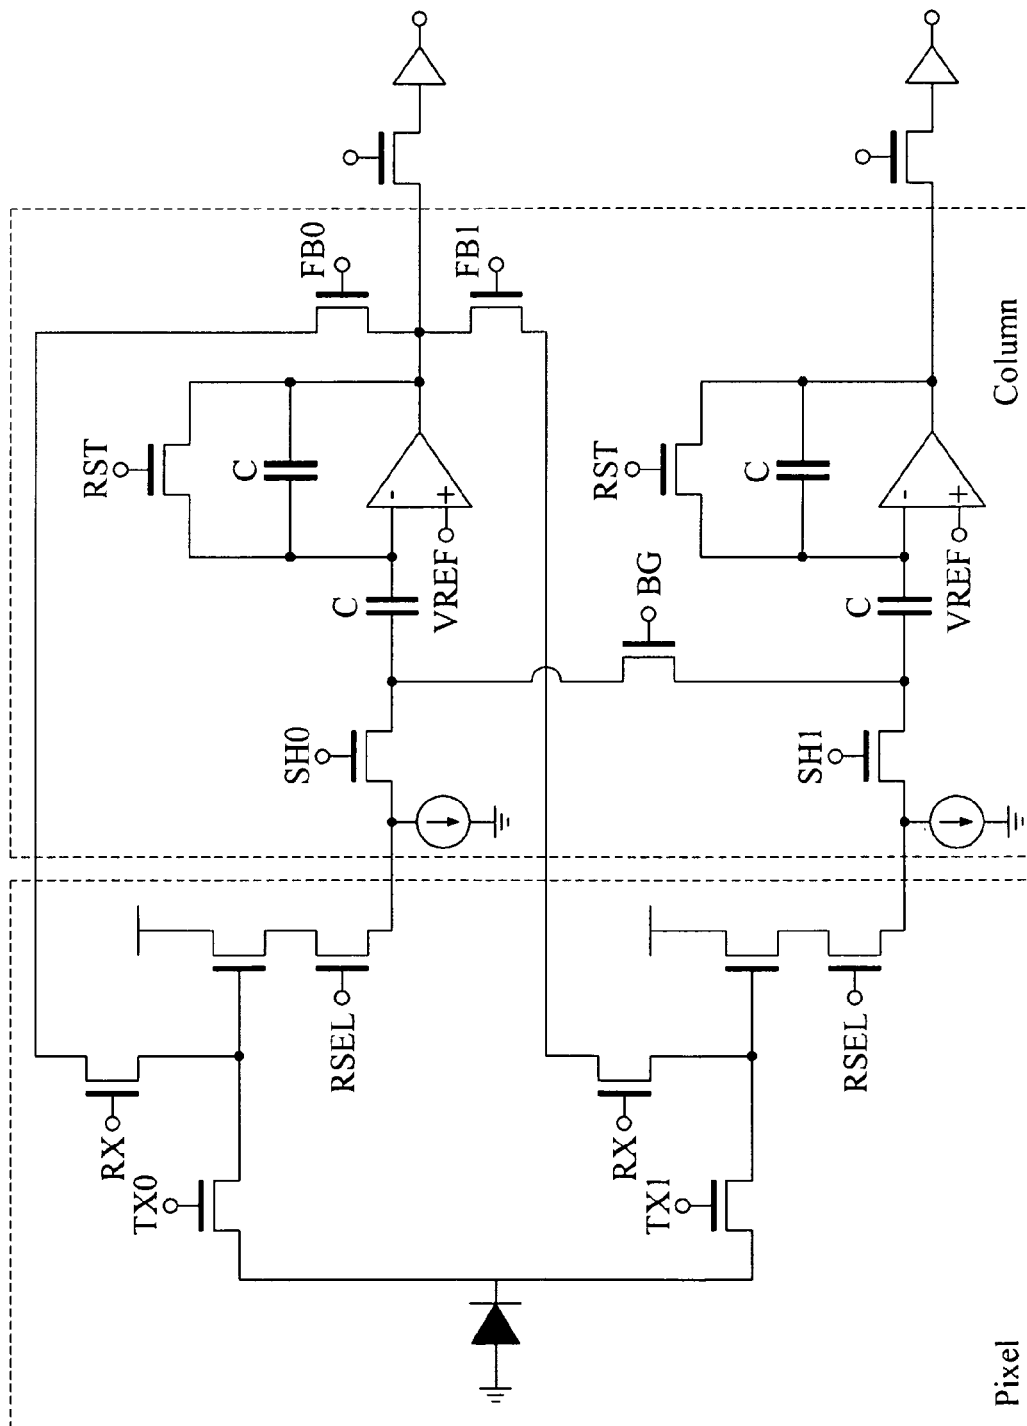 FB0
FB1
RST
C
-
+
VREF
C
RST
C
-
+
VREF
C
BG
SH0
SH1
Column
RSEL
RSEL
RX
TX0
RX
TX1
Pixel